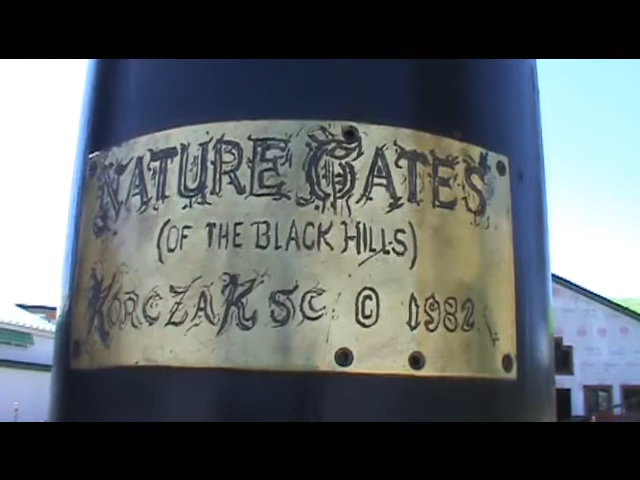 NATURE GATES
(OF THE BLACK HILLS)
KORCZAK SC. © 1982